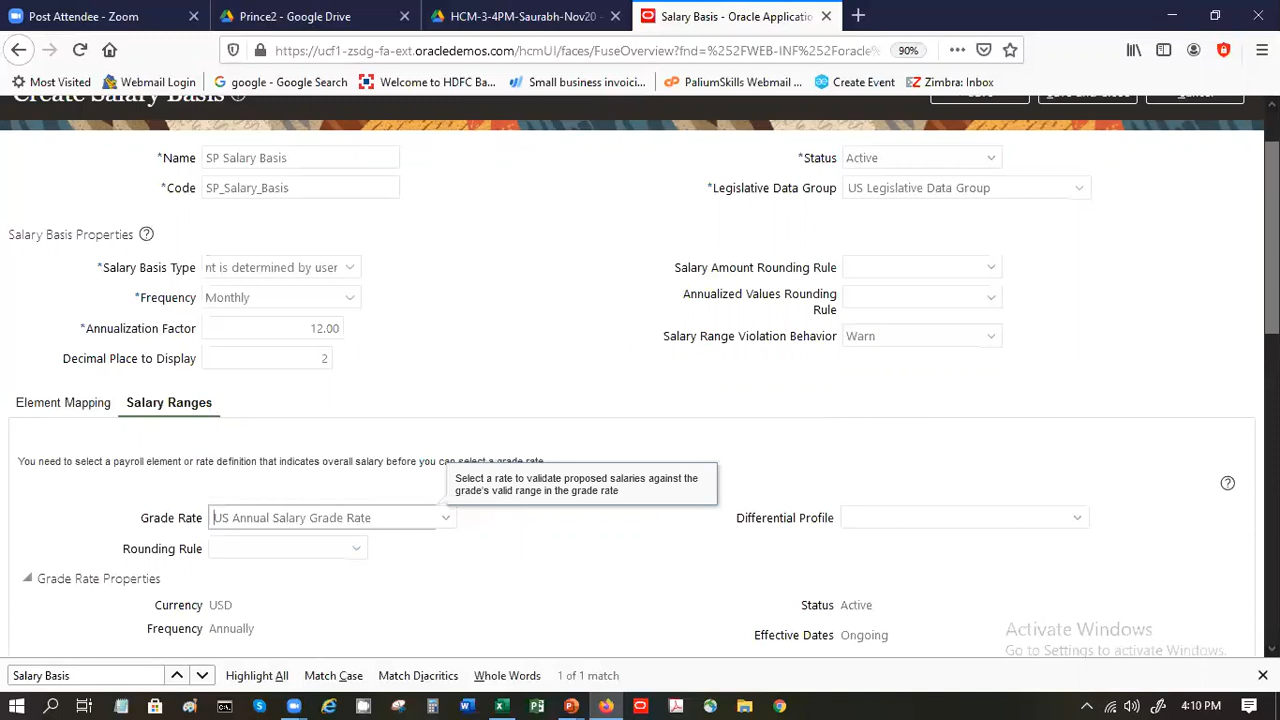 Post Attendee - Zoom
Prince2 - Google Drive
HCM-3-4PM-Saurabh-Nov20 -
Salary Basis - Oracle Applicatio
https://ucf1-zsdg-fa-ext.oracledemos.com/hcmUI/faces/FuseOverview?fnd=%252FWEB-INF%252Foracle
90%
Most Visited
Webmail Login
google - Google Search
Welcome to HDFC Ba...
Small business invoici...
PaliumSkills Webmail ...
Create Event
Zimbra: Inbox
Create Salary Basis
Save
Save and Close
Cancel
*Name SP Salary Basis
*Status Active
*Code SP_Salary_Basis
*Legislative Data Group US Legislative Data Group
Salary Basis Properties
*Salary Basis Type nt is determined by user
Salary Amount Rounding Rule
*Frequency Monthly
Annualized Values Rounding
Rule
*Annualization Factor 12.00
Salary Range Violation Behavior Warn
Decimal Place to Display 2
Element Mapping Salary Ranges
You need to select a payroll element or rate definition that indicates overall salary before you can select a grade rate
Select a rate to validate proposed salaries against the
grade's valid range in the grade rate
Grade Rate US Annual Salary Grade Rate
Differential Profile
Rounding Rule
Grade Rate Properties
Currency USD
Status Active
Frequency Annually
Effective Dates Ongoing
Activate Windows
Go to Settings to activate Windows.
Salary Basis
Highlight All
Match Case
Match Diacritics
Whole Words
1 of 1 match
4:10 PM